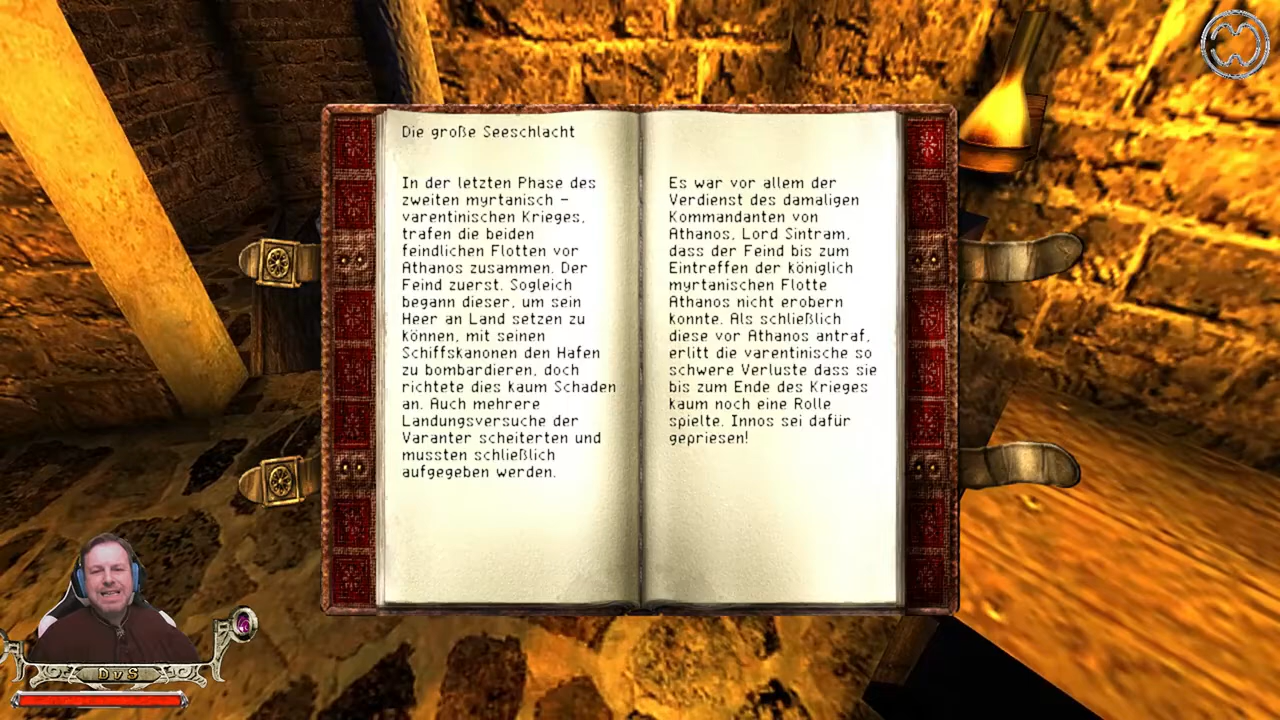 Die große Seeschlacht
In der letzten Phase des
zweiten myrtanisch -
varentinischen Krieges,
trafen die beiden
feindlichen Flotten vor
Athanos zusammen. Der
Feind zuerst. Sogleich
begann dieser, um sein
Heer an Land setzen zu
können, mit seinen
Schiffskanonen den Hafen
zu bombardieren, doch
richtete dies kaum Schaden
an. Auch mehrere
Landungsversuche der
Varanter scheiterten und
mussten schließlich
aufgegeben werden.
Es war vor allem der
Verdienst des damaligen
Kommandanten von
Athanos, Lord Sintram,
dass der Feind bis zum
Eintreffen der königlich
myrtanischen Flotte
Athanos nicht erobern
konnte. Als schließlich
diese vor Athanos antraf,
erlitt die varentinische so
schwere Verluste dass sie
bis zum Ende des Krieges
kaum noch eine Rolle
spielte. Innos sei dafür
gepriesen!
DvS